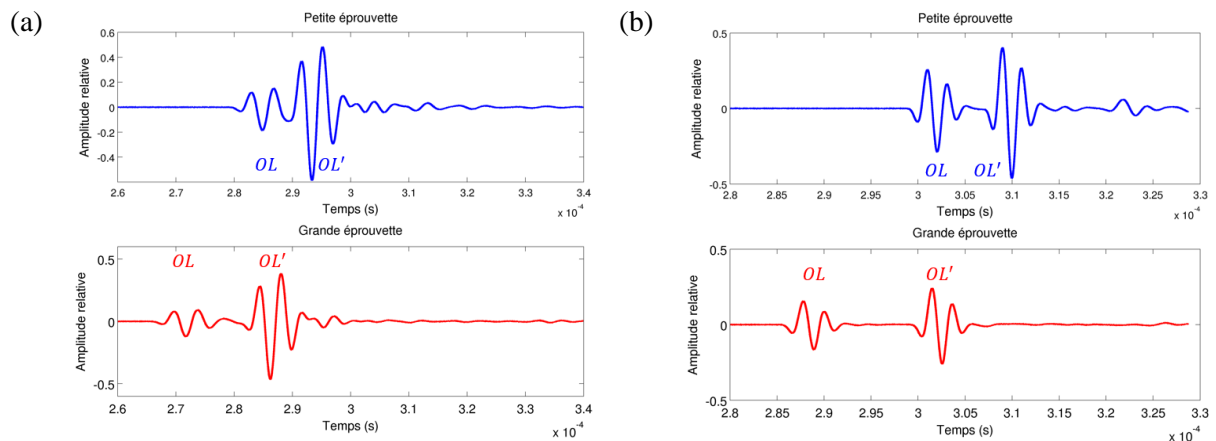 (a)
Petite éprouvette
Amplitude relative
0.6
0.4
0.2
0
-0.2
-0.4
OL OL′
2.6 2.7 2.8 2.9 3 3.1 3.2 3.3 3.4
Temps (s)
x 10⁻⁴
Grande éprouvette
Amplitude relative
0.5
0
-0.5
OL OL′
2.6 2.7 2.8 2.9 3 3.1 3.2 3.3 3.4
Temps (s)
x 10⁻⁴
(b)
Petite éprouvette
Amplitude relative
0.5
0
-0.5
OL OL′
2.8 2.85 2.9 2.95 3 3.05 3.1 3.15 3.2 3.25 3.3
Temps (s)
x 10⁻⁴
Grande éprouvette
Amplitude relative
0.5
0
-0.5
OL OL′
2.8 2.85 2.9 2.95 3 3.05 3.1 3.15 3.2 3.25 3.3
Temps (s)
x 10⁻⁴